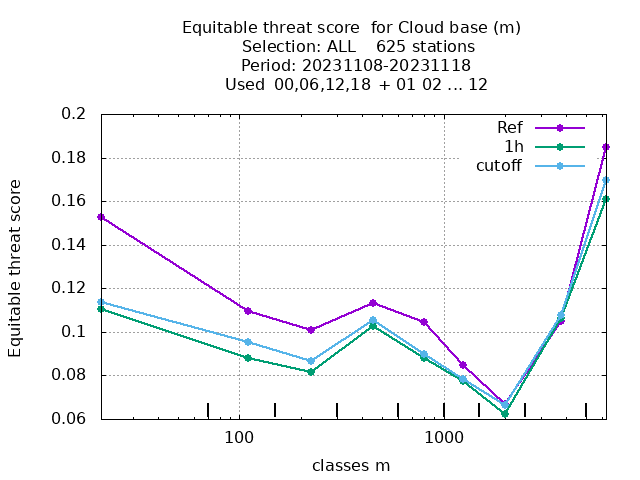 Equitable threat score  for Cloud base (m)
Selection: ALL    625 stations
Period: 20231108-20231118
Used  00,06,12,18  + 01 02 ... 12
Ref
1h
cutoff
Equitable threat score
0.2
0.18
0.16
0.14
0.12
0.1
0.08
0.06
100
1000
classes m